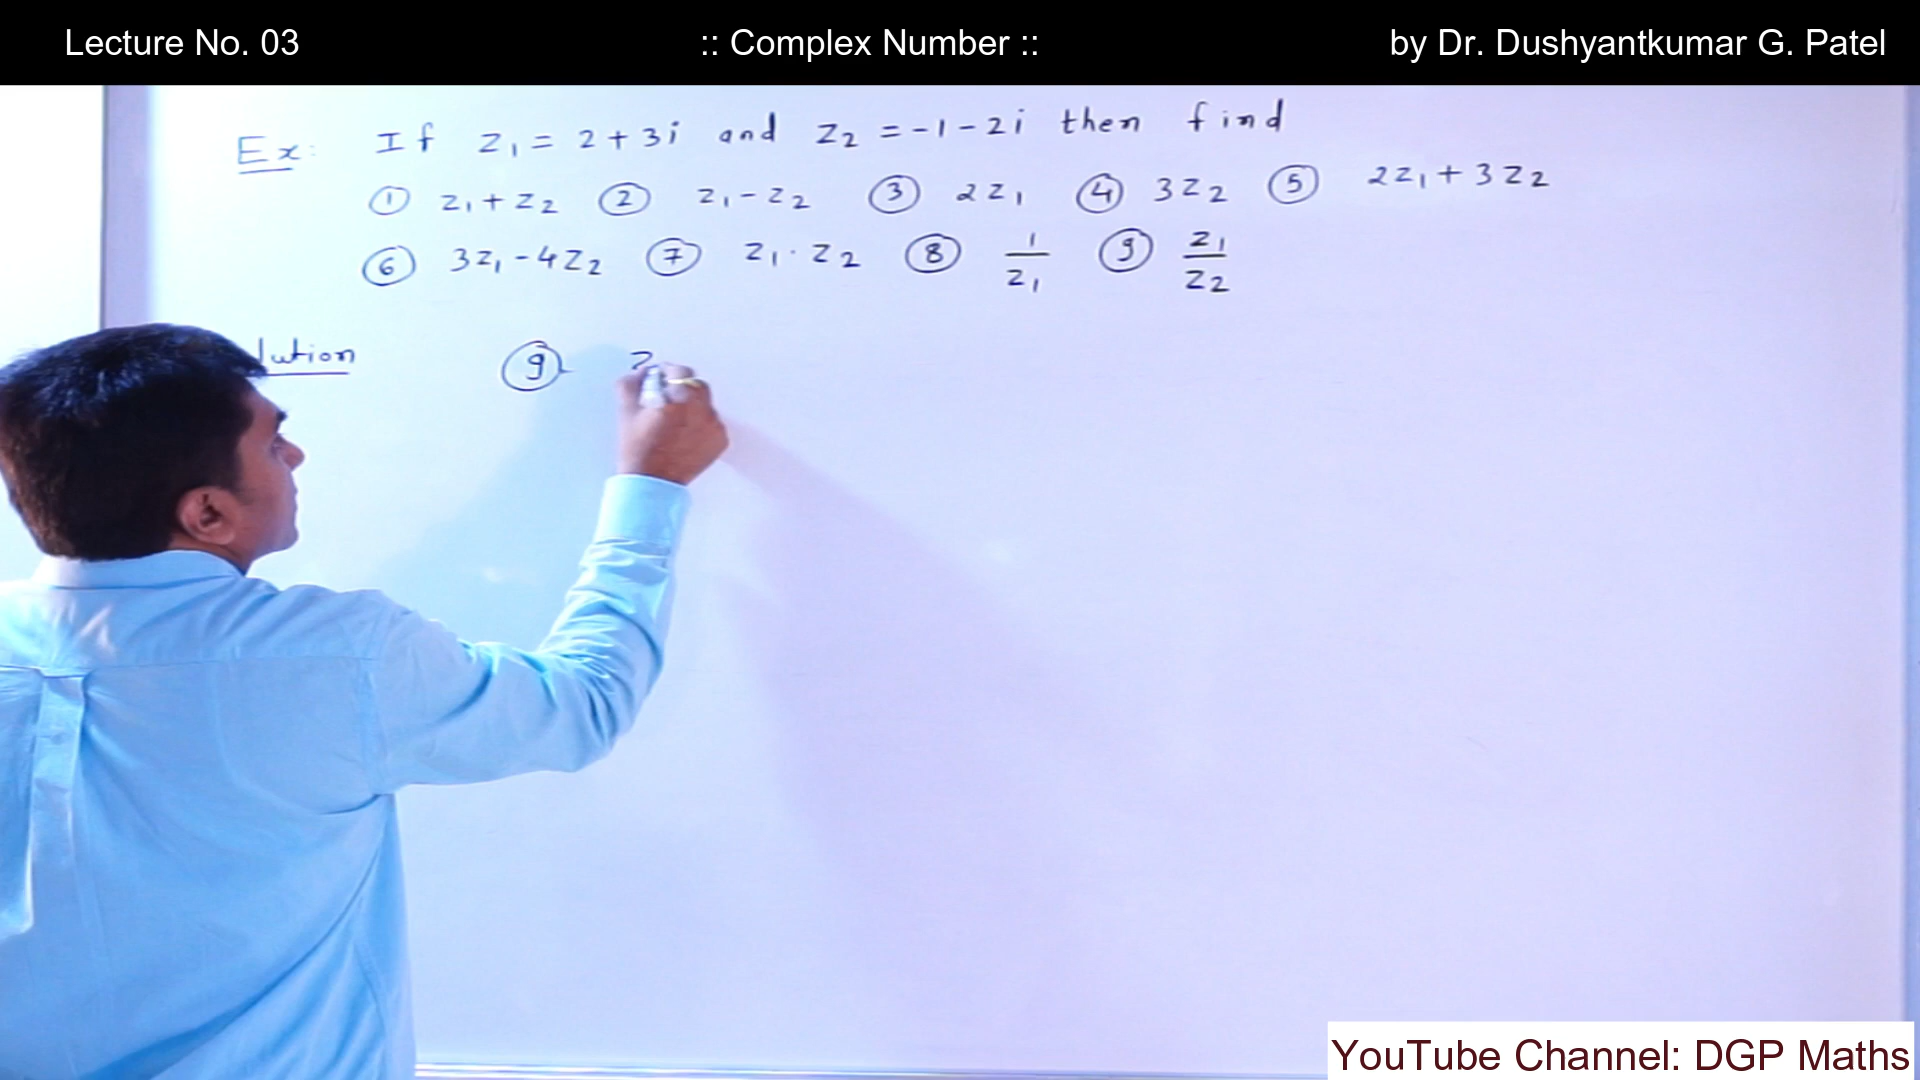 Lecture No. 03 :: Complex Number :: by Dr. Dushyantkumar G. Patel
Ex: If z₁ = 2+3i and z₂ = -1-2i then find
① z₁+z₂ ② z₁-z₂ ③ 2z₁ ④ 3z₂ ⑤ 2z₁+3z₂
⑥ 3z₁-4z₂ ⑦ z₁·z₂ ⑧ 1/z₁ ⑨ z₁/z₂
lution ⑨ z
YouTube Channel: DGP Maths